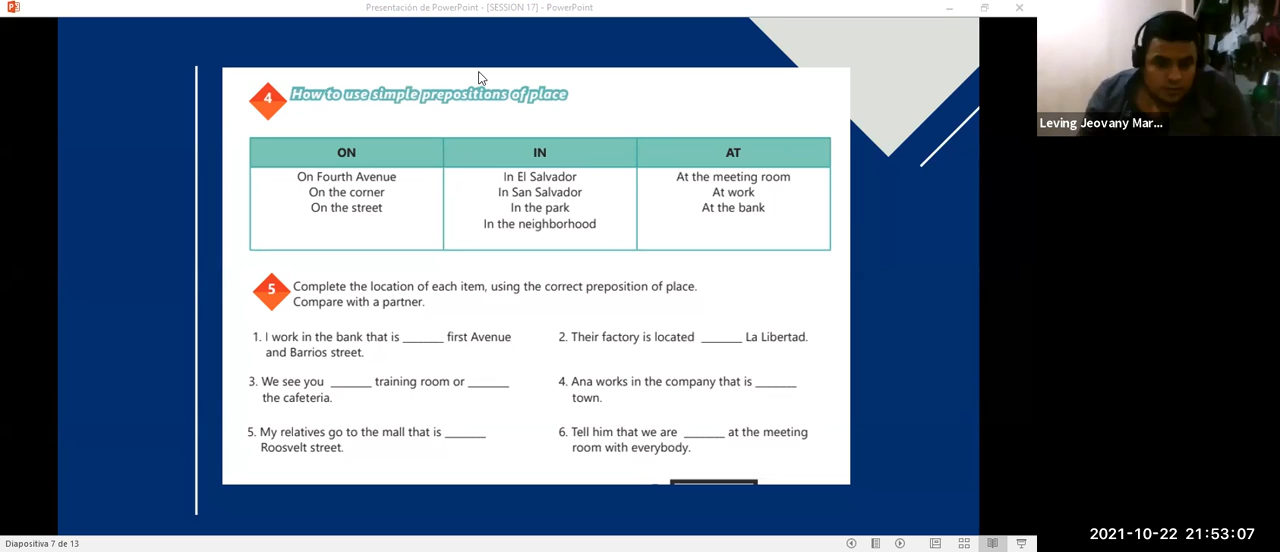 Presentación de PowerPoint - [SESSION 17] - PowerPoint
Leving Jeovany Mar...
4 How to use simple prepositions of place
ON IN AT
On Fourth Avenue In El Salvador At the meeting room
On the corner In San Salvador At work
On the street In the park At the bank
In the neighborhood
5 Complete the location of each item, using the correct preposition of place.
Compare with a partner.
1. I work in the bank that is ______ first Avenue
and Barrios street.
2. Their factory is located ______ La Libertad.
3. We see you ______ training room or ______
the cafeteria.
4. Ana works in the company that is ______
town.
5. My relatives go to the mall that is ______
Roosvelt street.
6. Tell him that we are ______ at the meeting
room with everybody.
2021-10-22 21:53:07
Diapositiva 7 de 13